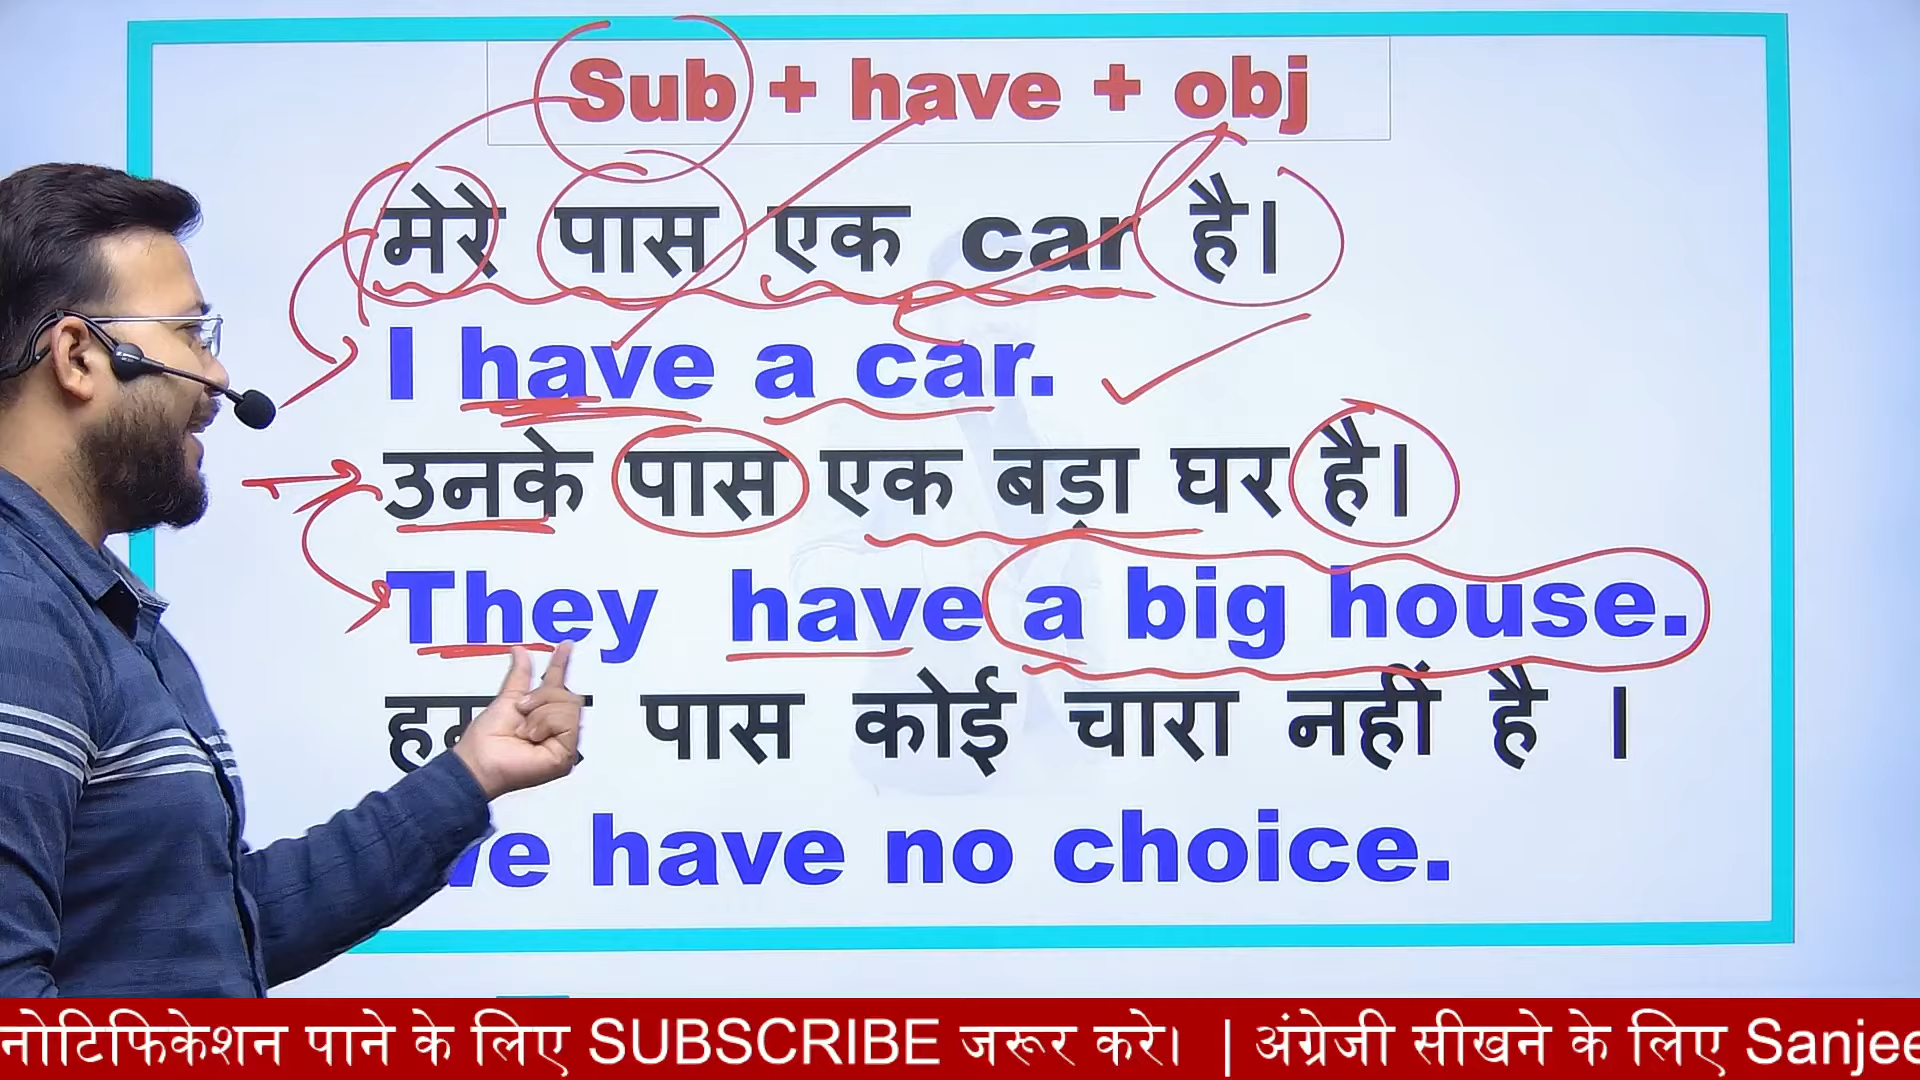 Sub + have + obj
मेरे पास एक car है।
I have a car.
उनके पास एक बड़ा घर है।
They have a big house.
पास कोई चारा नहीं है ।
have no choice.
नोटिफिकेशन पाने के लिए SUBSCRIBE जरूर करे। | अंग्रेजी सीखने के लिए